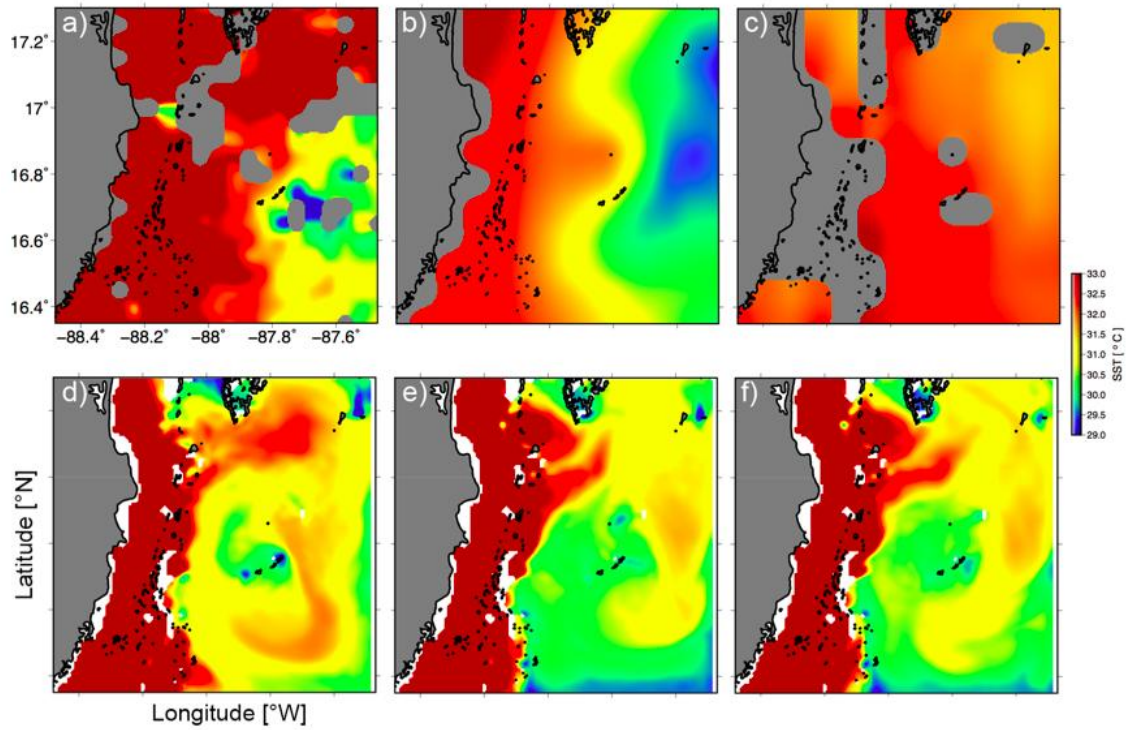 a)
b)
c)
17.2°
17°
16.8°
16.6°
16.4°
−88.4°
−88.2°
−88°
−87.8°
−87.6°
33.0
32.5
32.0
31.5
31.0
30.5
30.0
29.5
29.0
SST [°C]
d)
e)
f)
Latitude [°N]
Longitude [°W]